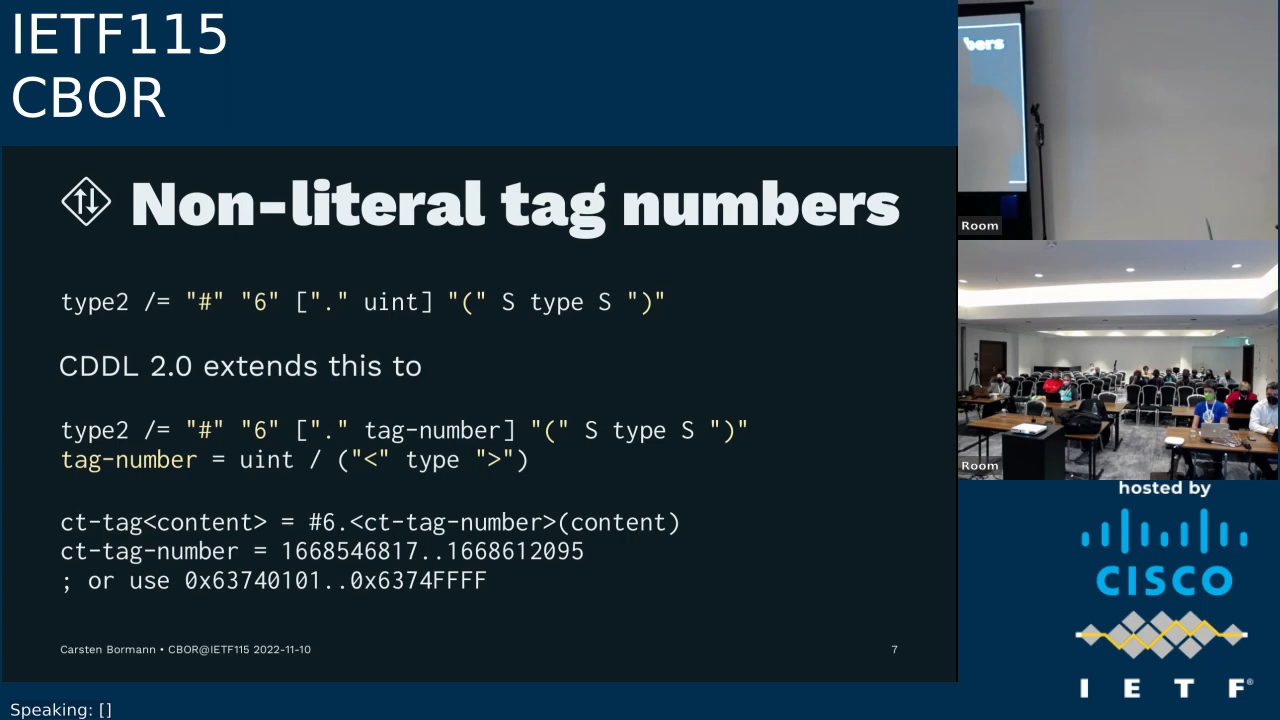 IETF115
CBOR
Non-literal tag numbers
type2 /= "#" "6" ["." uint] "(" S type S ")"
CDDL 2.0 extends this to
type2 /= "#" "6" ["." tag-number] "(" S type S ")"
tag-number = uint / ("<" type ">")
ct-tag<content> = #6.<ct-tag-number>(content)
ct-tag-number = 1668546817..1668612095
; or use 0x63740101..0x6374FFFF
Carsten Bormann • CBOR@IETF115 2022-11-10
7
Speaking: []
bers
Room
Room
hosted by
CISCO
I E T F®